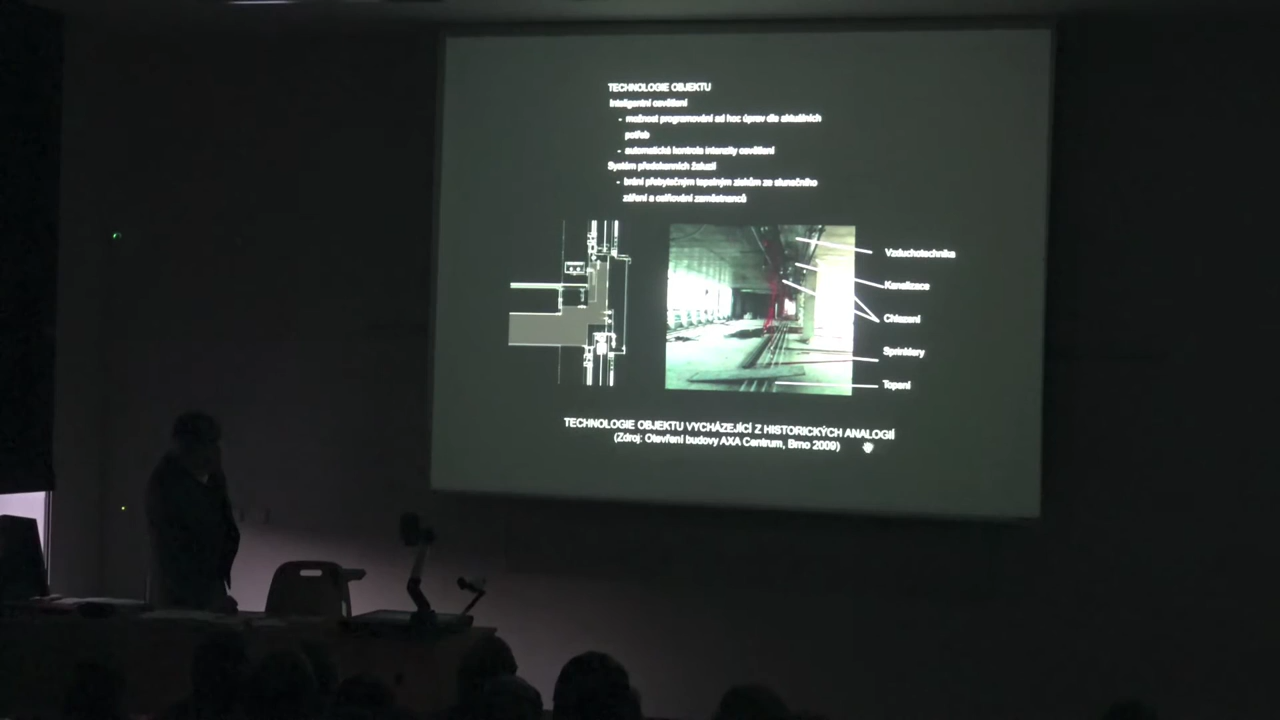 TECHNOLOGIE OBJEKTU
Inteligentní osvětlení
- možnost programování ad hoc úprav dle aktuálních
potřeb
- automatická kontrola intenzity osvětlení
Systém předokenních žaluzií
- brání přebytečným tepelným ziskům ze slunečního
záření a oslňování zaměstnanců
Vzduchotechnika
Kanalizace
Chlazení
Sprinklery
Topení
TECHNOLOGIE OBJEKTU VYCHÁZEJÍCÍ Z HISTORICKÝCH ANALOGIÍ
(Zdroj: Otevření budovy AXA Centrum, Brno 2009)